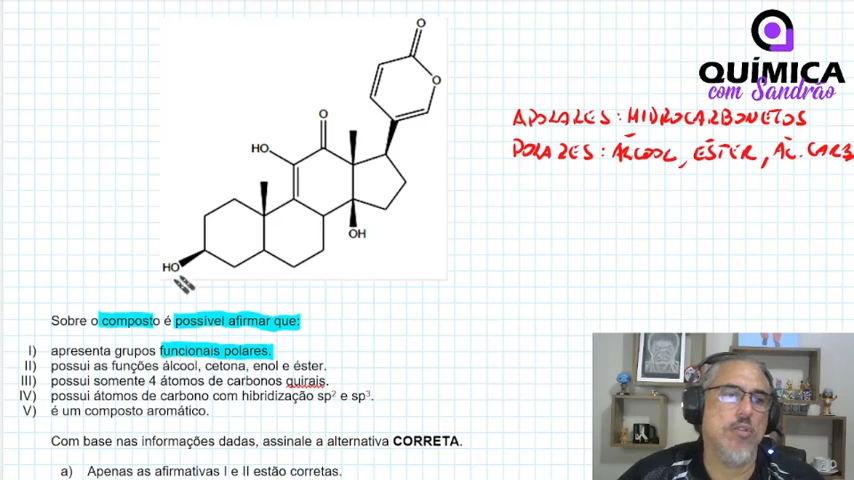 O
QUÍMICA
O
com Sandrão
APOLARES: HIDROCARBONETOS
O
HO
POLARES: ÁLCOOL, ÉSTER, ÁC. CARB
OH
HO
Sobre o composto é possível afirmar que:
I) apresenta grupos funcionais polares.
II) possui as funções álcool, cetona, enol e éster.
III) possui somente 4 átomos de carbonos quirais.
IV) possui átomos de carbono com hibridização sp² e sp³.
V) é um composto aromático.
Com base nas informações dadas, assinale a alternativa CORRETA.
a) Apenas as afirmativas I e II estão corretas.